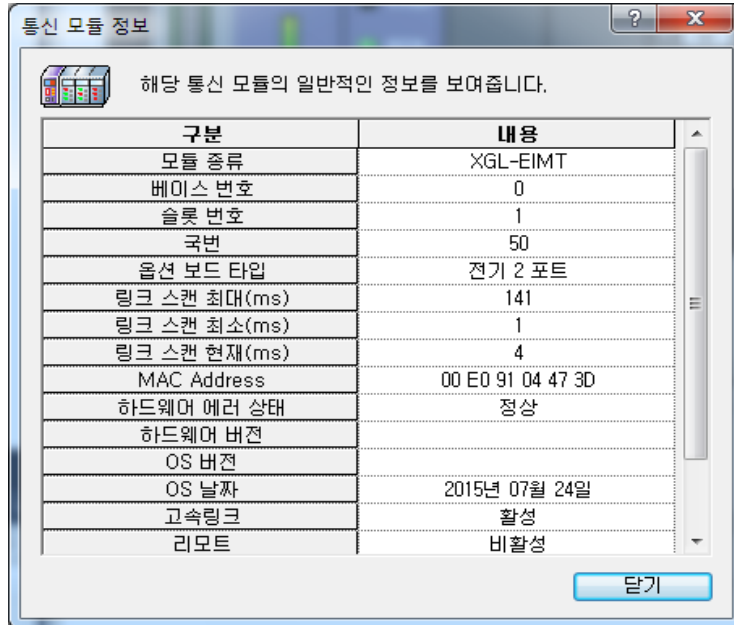 통신 모듈 정보
해당 통신 모듈의 일반적인 정보를 보여줍니다.
구분 내용
모듈 종류 XGL-EIMT
베이스 번호 0
슬롯 번호 1
국번 50
옵션 보드 타입 전기 2 포트
링크 스캔 최대(ms) 141
링크 스캔 최소(ms) 1
링크 스캔 현재(ms) 4
MAC Address 00 E0 91 04 47 3D
하드웨어 에러 상태 정상
하드웨어 버전
OS 버전
OS 날짜 2015년 07월 24일
고속링크 활성
리모트 비활성
닫기